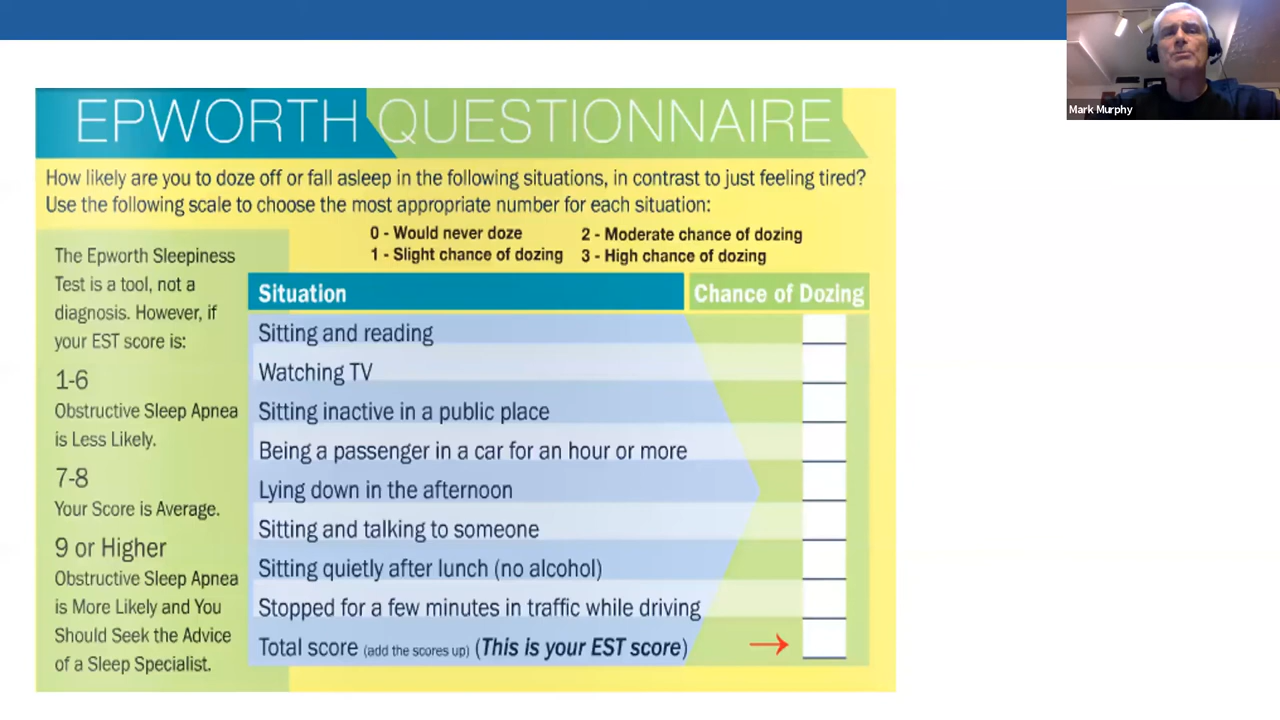 Mark Murphy
EPWORTH QUESTIONNAIRE
How likely are you to doze off or fall asleep in the following situations, in contrast to just feeling tired?
Use the following scale to choose the most appropriate number for each situation:
0 - Would never doze
2 - Moderate chance of dozing
1 - Slight chance of dozing
3 - High chance of dozing
The Epworth Sleepiness
Test is a tool, not a
diagnosis. However, if
your EST score is:
1-6
Obstructive Sleep Apnea
is Less Likely.
7-8
Your Score is Average.
9 or Higher
Obstructive Sleep Apnea
is More Likely and You
Should Seek the Advice
of a Sleep Specialist.
Situation
Chance of Dozing
Sitting and reading
Watching TV
Sitting inactive in a public place
Being a passenger in a car for an hour or more
Lying down in the afternoon
Sitting and talking to someone
Sitting quietly after lunch (no alcohol)
Stopped for a few minutes in traffic while driving
Total score (add the scores up) (This is your EST score)